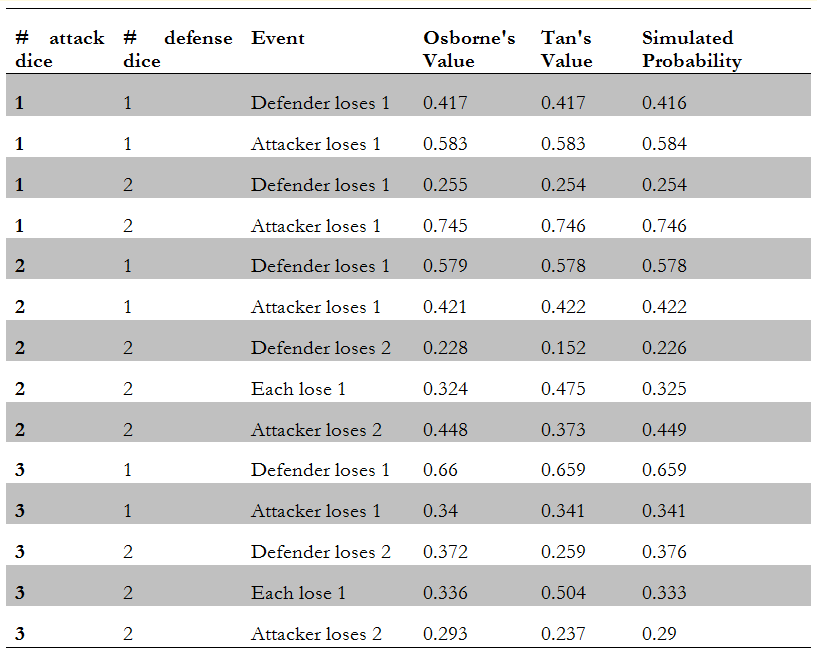 # attack dice # defense dice Event Osborne's Value Tan's Value Simulated Probability
1 1 Defender loses 1 0.417 0.417 0.416
1 1 Attacker loses 1 0.583 0.583 0.584
1 2 Defender loses 1 0.255 0.254 0.254
1 2 Attacker loses 1 0.745 0.746 0.746
2 1 Defender loses 1 0.579 0.578 0.578
2 1 Attacker loses 1 0.421 0.422 0.422
2 2 Defender loses 2 0.228 0.152 0.226
2 2 Each lose 1 0.324 0.475 0.325
2 2 Attacker loses 2 0.448 0.373 0.449
3 1 Defender loses 1 0.66 0.659 0.659
3 1 Attacker loses 1 0.34 0.341 0.341
3 2 Defender loses 2 0.372 0.259 0.376
3 2 Each lose 1 0.336 0.504 0.333
3 2 Attacker loses 2 0.293 0.237 0.29